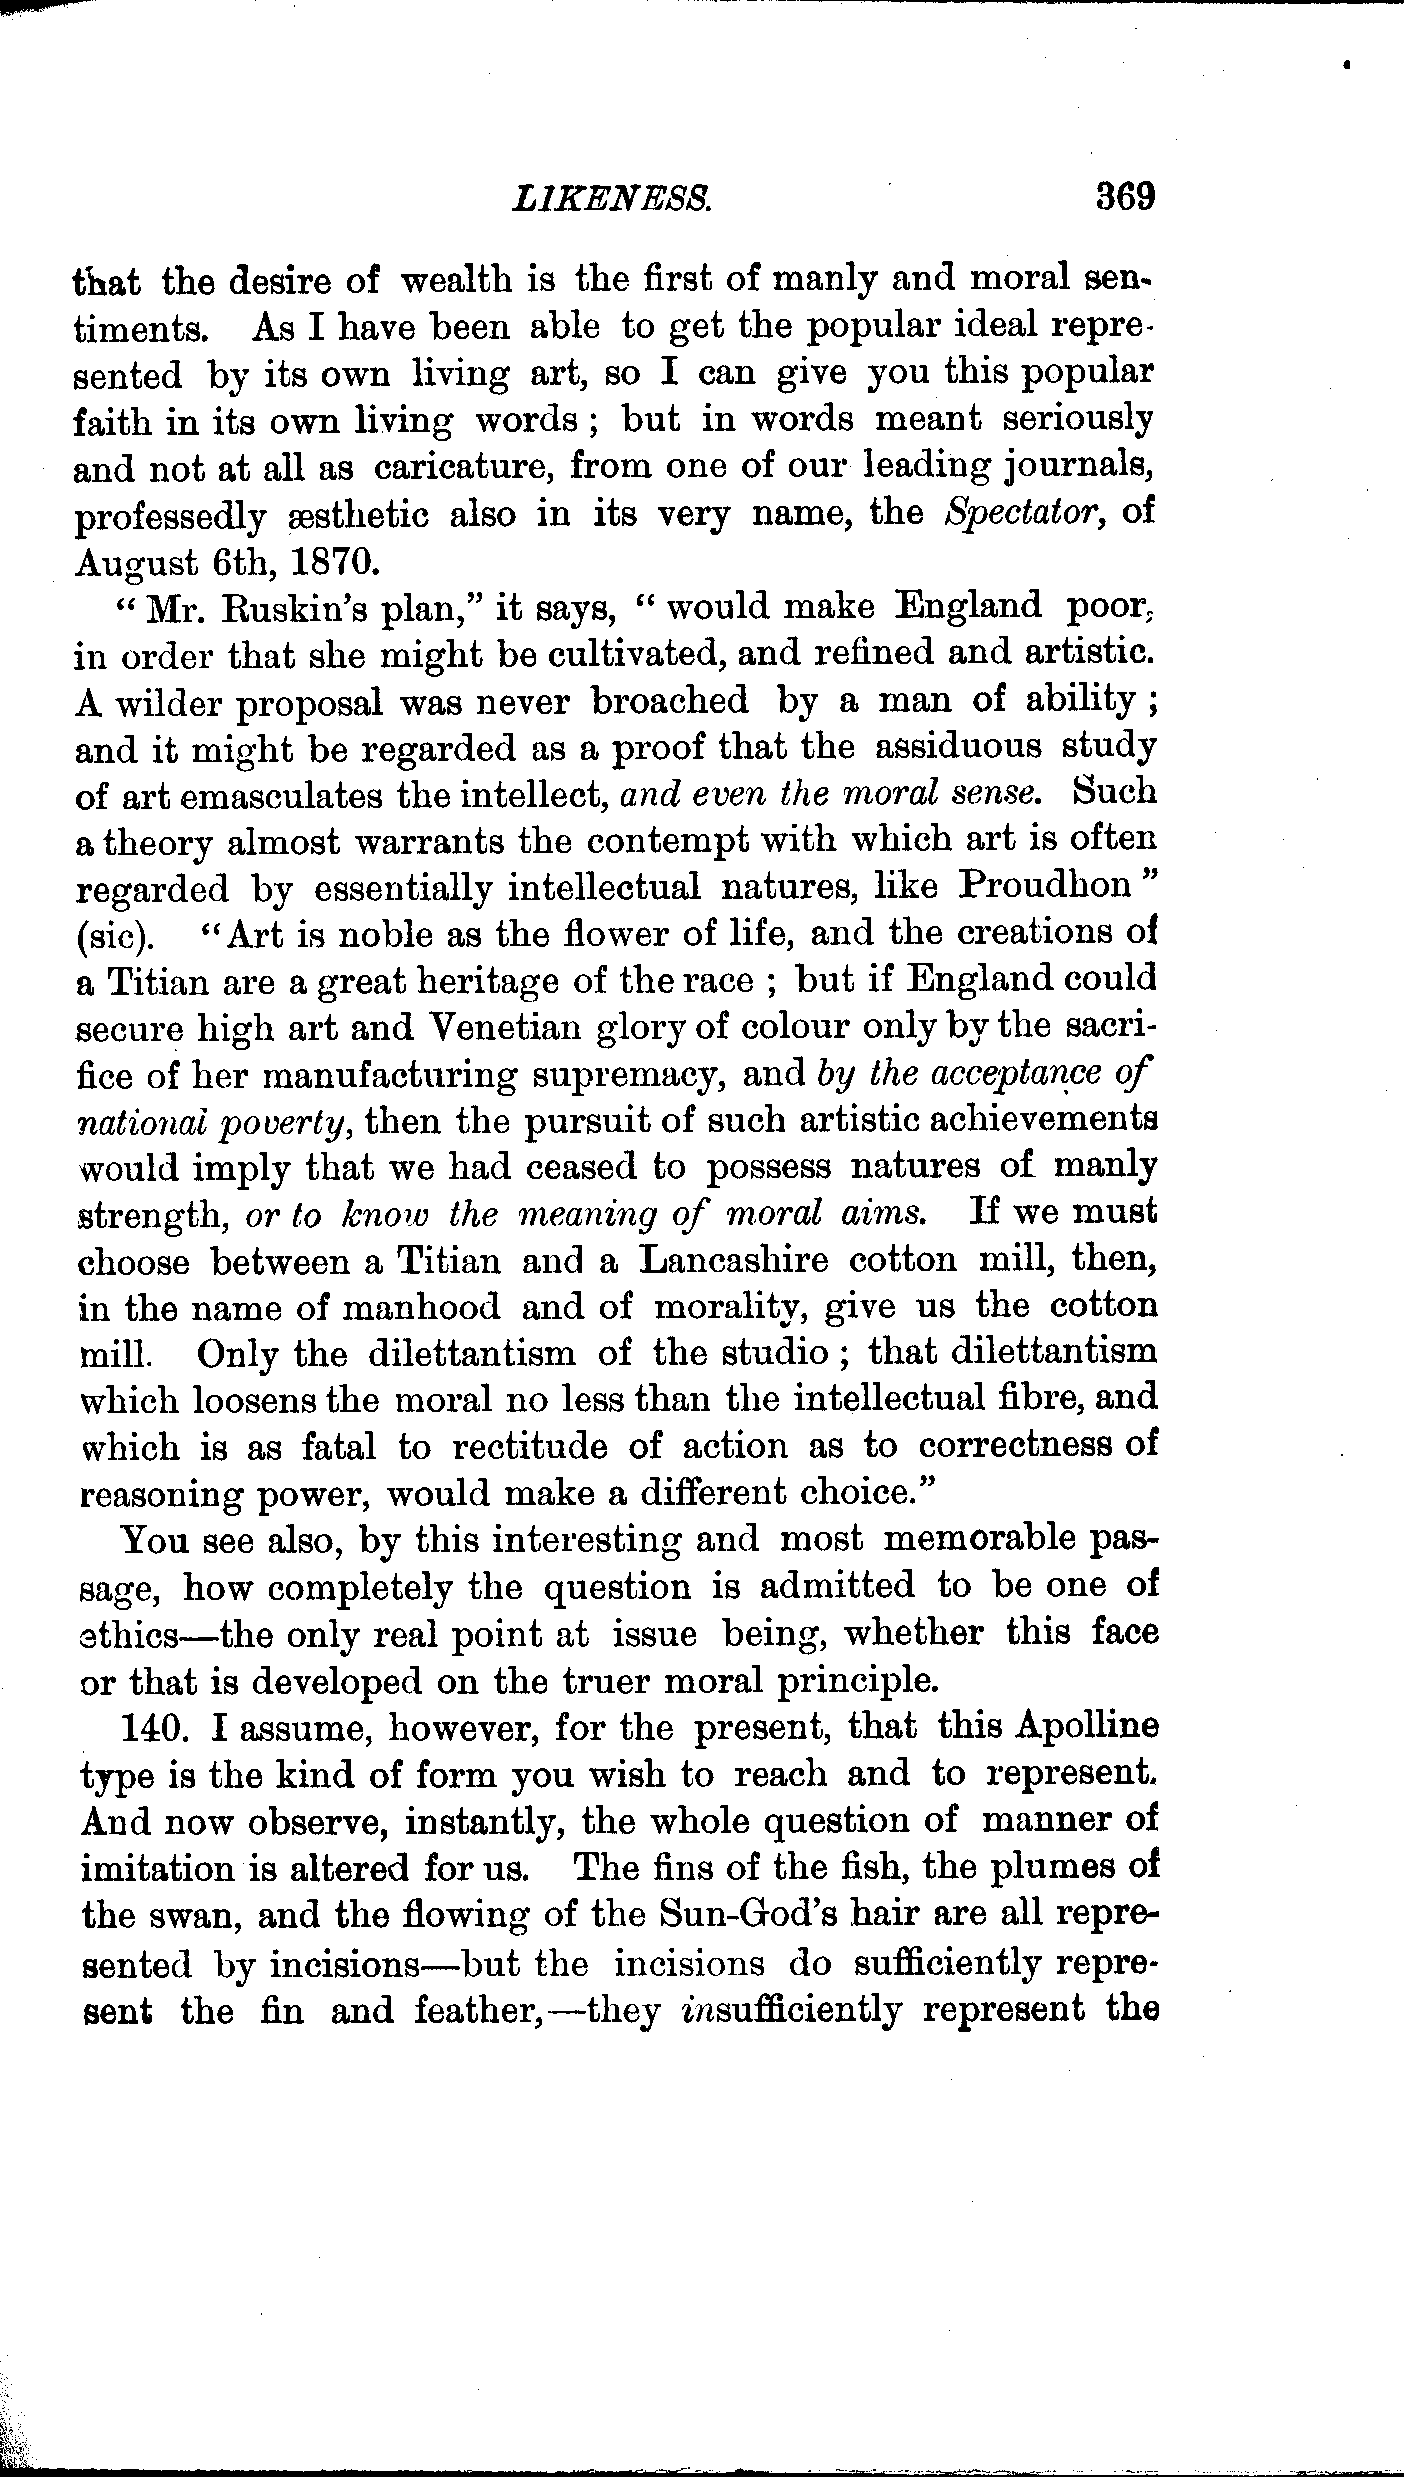 LIKENESS. 369
that the desire of wealth is the first of manly and moral sen-
timents. As I have been able to get the popular ideal repre-
sented by its own living art, so I can give you this popular
faith in its own living words ; but in words meant seriously
and not at all as caricature, from one of our leading journals,
professedly æsthetic also in its very name, the Spectator, of
August 6th, 1870.
“ Mr. Ruskin’s plan,” it says, “ would make England poor,
in order that she might be cultivated, and refined and artistic.
A wilder proposal was never broached by a man of ability ;
and it might be regarded as a proof that the assiduous study
of art emasculates the intellect, and even the moral sense. Such
a theory almost warrants the contempt with which art is often
regarded by essentially intellectual natures, like Proudhon ”
(sic). “Art is noble as the flower of life, and the creations of
a Titian are a great heritage of the race ; but if England could
secure high art and Venetian glory of colour only by the sacri-
fice of her manufacturing supremacy, and by the acceptance of
national poverty, then the pursuit of such artistic achievements
would imply that we had ceased to possess natures of manly
strength, or to know the meaning of moral aims. If we must
choose between a Titian and a Lancashire cotton mill, then,
in the name of manhood and of morality, give us the cotton
mill. Only the dilettantism of the studio ; that dilettantism
which loosens the moral no less than the intellectual fibre, and
which is as fatal to rectitude of action as to correctness of
reasoning power, would make a different choice.”
You see also, by this interesting and most memorable pas-
sage, how completely the question is admitted to be one of
ethics—the only real point at issue being, whether this face
or that is developed on the truer moral principle.
140. I assume, however, for the present, that this Apolline
type is the kind of form you wish to reach and to represent.
And now observe, instantly, the whole question of manner of
imitation is altered for us. The fins of the fish, the plumes of
the swan, and the flowing of the Sun-God’s hair are all repre-
sented by incisions—but the incisions do sufficiently repre-
sent the fin and feather,—they insufficiently represent the